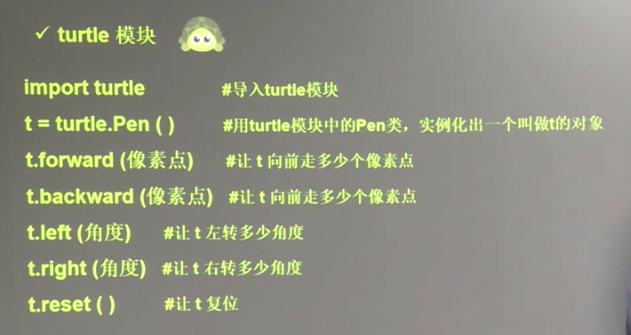 ✓ turtle 模块
import turtle #导入turtle模块
t = turtle.Pen ( ) #用turtle模块中的Pen类，实例化出一个叫做t的对象
t.forward (像素点) #让 t 向前走多少个像素点
t.backward (像素点) #让 t 向前走多少个像素点
t.left (角度) #让 t 左转多少角度
t.right (角度) #让 t 右转多少角度
t.reset ( ) #让 t 复位